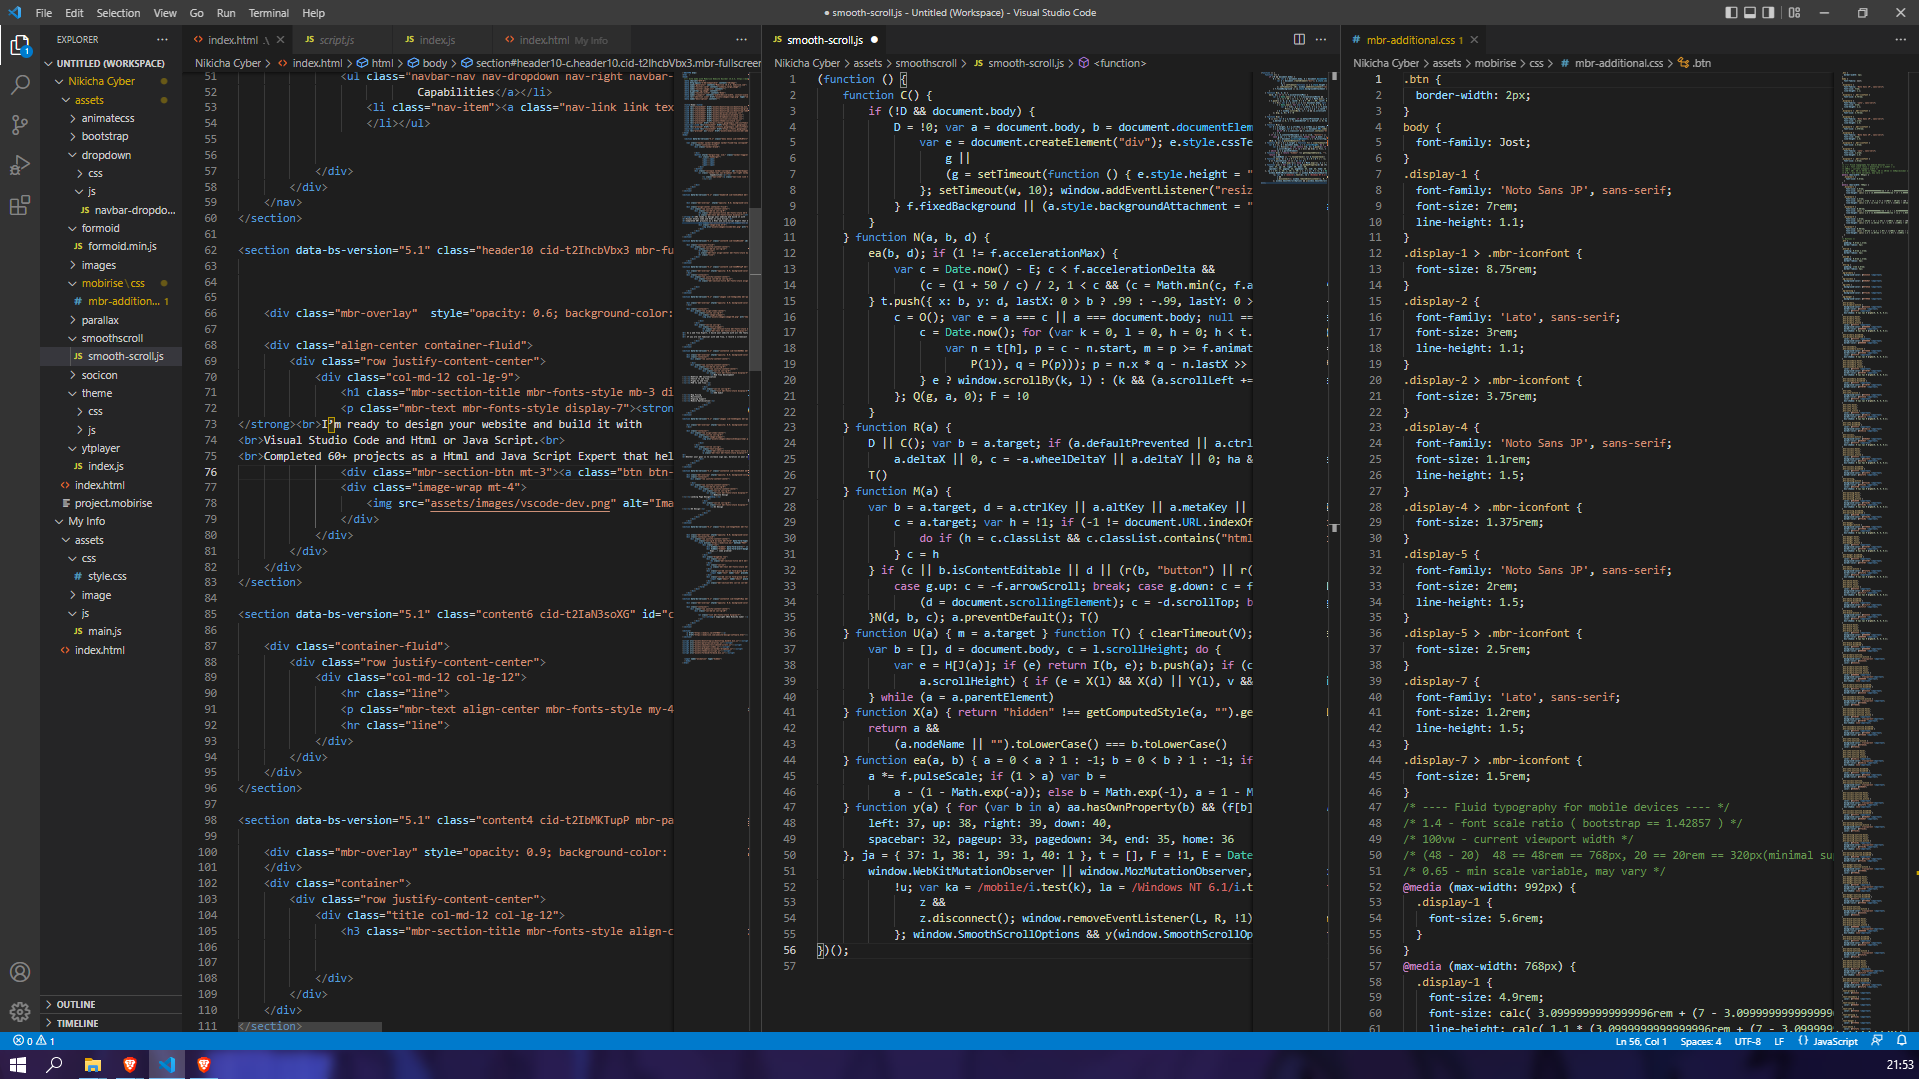 File Edit Selection View Go Run Terminal Help
● smooth-scroll.js - Untitled (Workspace) - Visual Studio Code
EXPLORER ···
UNTITLED (WORKSPACE)
Nikicha Cyber
assets
animatecss
bootstrap
dropdown
css
js
navbar-dropdo...
formoid
JS formoid.min.js
images
mobirise\css
# mbr-addition... 1
parallax
smoothscroll
JS smooth-scroll.js
socicon
theme
css
js
ytplayer
JS index.js
<> index.html
project.mobirise
My Info
assets
css
# style.css
image
js
JS main.js
<> index.html
OUTLINE
TIMELINE
<> index.html .\ JS script.js JS index.js <> index.html My Info
Nikicha Cyber > <> index.html > html > body > section#header10-c.header10.cid-t2IhcbVbx3.mbr-fullscreen
51 <ul class="navbar-nav nav-dropdown nav-right navbar-
52 Capabilities</a></li>
53 <li class="nav-item"><a class="nav-link link tex
54 </li></ul>
55
56
57 </div>
58 </div>
59 </nav>
60 </section>
61
62 <section data-bs-version="5.1" class="header10 cid-t2IhcbVbx3 mbr-fu
63
64
65
66 <div class="mbr-overlay"  style="opacity: 0.6; background-color:
67
68 <div class="align-center container-fluid">
69 <div class="row justify-content-center">
70 <div class="col-md-12 col-lg-9">
71 <h1 class="mbr-section-title mbr-fonts-style mb-3 di
72 <p class="mbr-text mbr-fonts-style display-7"><stron
73 </strong><br>I’m ready to design your website and build it with
74 <br>Visual Studio Code and Html or Java Script.<br>
75 <br>Completed 60+ projects as a Html and Java Script Expert that hel
76 <div class="mbr-section-btn mt-3"><a class="btn btn-
77 <div class="image-wrap mt-4">
78 <img src="assets/images/vscode-dev.png" alt="Ima
79 </div>
80 </div>
81 </div>
82 </div>
83 </section>
84
85 <section data-bs-version="5.1" class="content6 cid-t2IaN3soXG" id="c
86
87 <div class="container-fluid">
88 <div class="row justify-content-center">
89 <div class="col-md-12 col-lg-12">
90 <hr class="line">
91 <p class="mbr-text align-center mbr-fonts-style my-4
92 <hr class="line">
93 </div>
94 </div>
95 </div>
96 </section>
97
98 <section data-bs-version="5.1" class="content4 cid-t2IbMKTupP mbr-pa
99
100 <div class="mbr-overlay" style="opacity: 0.9; background-color:
101 </div>
102 <div class="container">
103 <div class="row justify-content-center">
104 <div class="title col-md-12 col-lg-12">
105 <h3 class="mbr-section-title mbr-fonts-style align-c
106
107
108 </div>
109 </div>
110 </div>
111 </section>
JS smooth-scroll.js ●
Nikicha Cyber > assets > smoothscroll > JS smooth-scroll.js > <function>
1 (function () {
2 function C() {
3 if (!D && document.body) {
4 D = !0; var a = document.body, b = document.documentElem
5 var e = document.createElement("div"); e.style.cssTe
6 g ||
7 (g = setTimeout(function () { e.style.height = "
8 }; setTimeout(w, 10); window.addEventListener("resiz
9 } f.fixedBackground || (a.style.backgroundAttachment = "
10 }
11 } function N(a, b, d) {
12 ea(b, d); if (1 != f.accelerationMax) {
13 var c = Date.now() - E; c < f.accelerationDelta &&
14 (c = (1 + 50 / c) / 2, 1 < c && (c = Math.min(c, f.a
15 } t.push({ x: b, y: d, lastX: 0 > b ? .99 : -.99, lastY: 0 >
16 c = O(); var e = a === c || a === document.body; null ==
17 c = Date.now(); for (var k = 0, l = 0, h = 0; h < t.
18 var n = t[h], p = c - n.start, m = p >= f.animat
19 P(1)), q = P(p))); p = n.x * q - n.lastX >>
20 } e ? window.scrollBy(k, l) : (k && (a.scrollLeft +=
21 }; Q(g, a, 0); F = !0
22 }
23 } function R(a) {
24 D || C(); var b = a.target; if (a.defaultPrevented || a.ctrl
25 a.deltaX || 0, c = -a.wheelDeltaY || a.deltaY || 0; ha &
26 T()
27 } function M(a) {
28 var b = a.target, d = a.ctrlKey || a.altKey || a.metaKey ||
29 c = a.target; var h = !1; if (-1 != document.URL.indexOf
30 do if (h = c.classList && c.classList.contains("html
31 } c = h
32 } if (c || b.isContentEditable || d || (r(b, "button") || r(
33 case g.up: c = -f.arrowScroll; break; case g.down: c = f
34 (d = document.scrollingElement); c = -d.scrollTop; b
35 }N(d, b, c); a.preventDefault(); T()
36 } function U(a) { m = a.target } function T() { clearTimeout(V);
37 var b = [], d = document.body, c = l.scrollHeight; do {
38 var e = H[J(a)]; if (e) return I(b, e); b.push(a); if (c
39 a.scrollHeight) { if (e = X(l) && X(d) || Y(l), v &&
40 } while (a = a.parentElement)
41 } function X(a) { return "hidden" !== getComputedStyle(a, "").ge
42 return a &&
43 (a.nodeName || "").toLowerCase() === b.toLowerCase()
44 } function ea(a, b) { a = 0 < a ? 1 : -1; b = 0 < b ? 1 : -1; if
45 a *= f.pulseScale; if (1 > a) var b =
46 a - (1 - Math.exp(-a)); else b = Math.exp(-1), a = 1 - M
47 } function y(a) { for (var b in a) aa.hasOwnProperty(b) && (f[b]
48 left: 37, up: 38, right: 39, down: 40,
49 spacebar: 32, pageup: 33, pagedown: 34, end: 35, home: 36
50 }, ja = { 37: 1, 38: 1, 39: 1, 40: 1 }, t = [], F = !1, E = Date
51 window.WebKitMutationObserver || window.MozMutationObserver,
52 !u; var ka = /mobile/i.test(k), la = /Windows NT 6.1/i.t
53 z &&
54 z.disconnect(); window.removeEventListener(L, R, !1)
55 }; window.SmoothScrollOptions && y(window.SmoothScrollOp
56 })();
57
# mbr-additional.css 1
Nikicha Cyber > assets > mobirise > css > # mbr-additional.css > .btn
1 .btn {
2 border-width: 2px;
3 }
4 body {
5 font-family: Jost;
6 }
7 .display-1 {
8 font-family: 'Noto Sans JP', sans-serif;
9 font-size: 7rem;
10 line-height: 1.1;
11 }
12 .display-1 > .mbr-iconfont {
13 font-size: 8.75rem;
14 }
15 .display-2 {
16 font-family: 'Lato', sans-serif;
17 font-size: 3rem;
18 line-height: 1.1;
19 }
20 .display-2 > .mbr-iconfont {
21 font-size: 3.75rem;
22 }
23 .display-4 {
24 font-family: 'Noto Sans JP', sans-serif;
25 font-size: 1.1rem;
26 line-height: 1.5;
27 }
28 .display-4 > .mbr-iconfont {
29 font-size: 1.375rem;
30 }
31 .display-5 {
32 font-family: 'Noto Sans JP', sans-serif;
33 font-size: 2rem;
34 line-height: 1.5;
35 }
36 .display-5 > .mbr-iconfont {
37 font-size: 2.5rem;
38 }
39 .display-7 {
40 font-family: 'Lato', sans-serif;
41 font-size: 1.2rem;
42 line-height: 1.5;
43 }
44 .display-7 > .mbr-iconfont {
45 font-size: 1.5rem;
46 }
47 /* ---- Fluid typography for mobile devices ---- */
48 /* 1.4 - font scale ratio ( bootstrap == 1.42857 ) */
49 /* 100vw - current viewport width */
50 /* (48 - 20)  48 == 48rem == 768px, 20 == 20rem == 320px(minimal su
51 /* 0.65 - min scale variable, may vary */
52 @media (max-width: 992px) {
53 .display-1 {
54 font-size: 5.6rem;
55 }
56 }
57 @media (max-width: 768px) {
58 .display-1 {
59 font-size: 4.9rem;
60 font-size: calc( 3.0999999999999996rem + (7 - 3.099999999999999
61 line-height: calc( 1.1 * (3.0999999999999996rem + (7 - 3.099999
0 1
Ln 56, Col 1 Spaces: 4 UTF-8 LF {} JavaScript
21:53